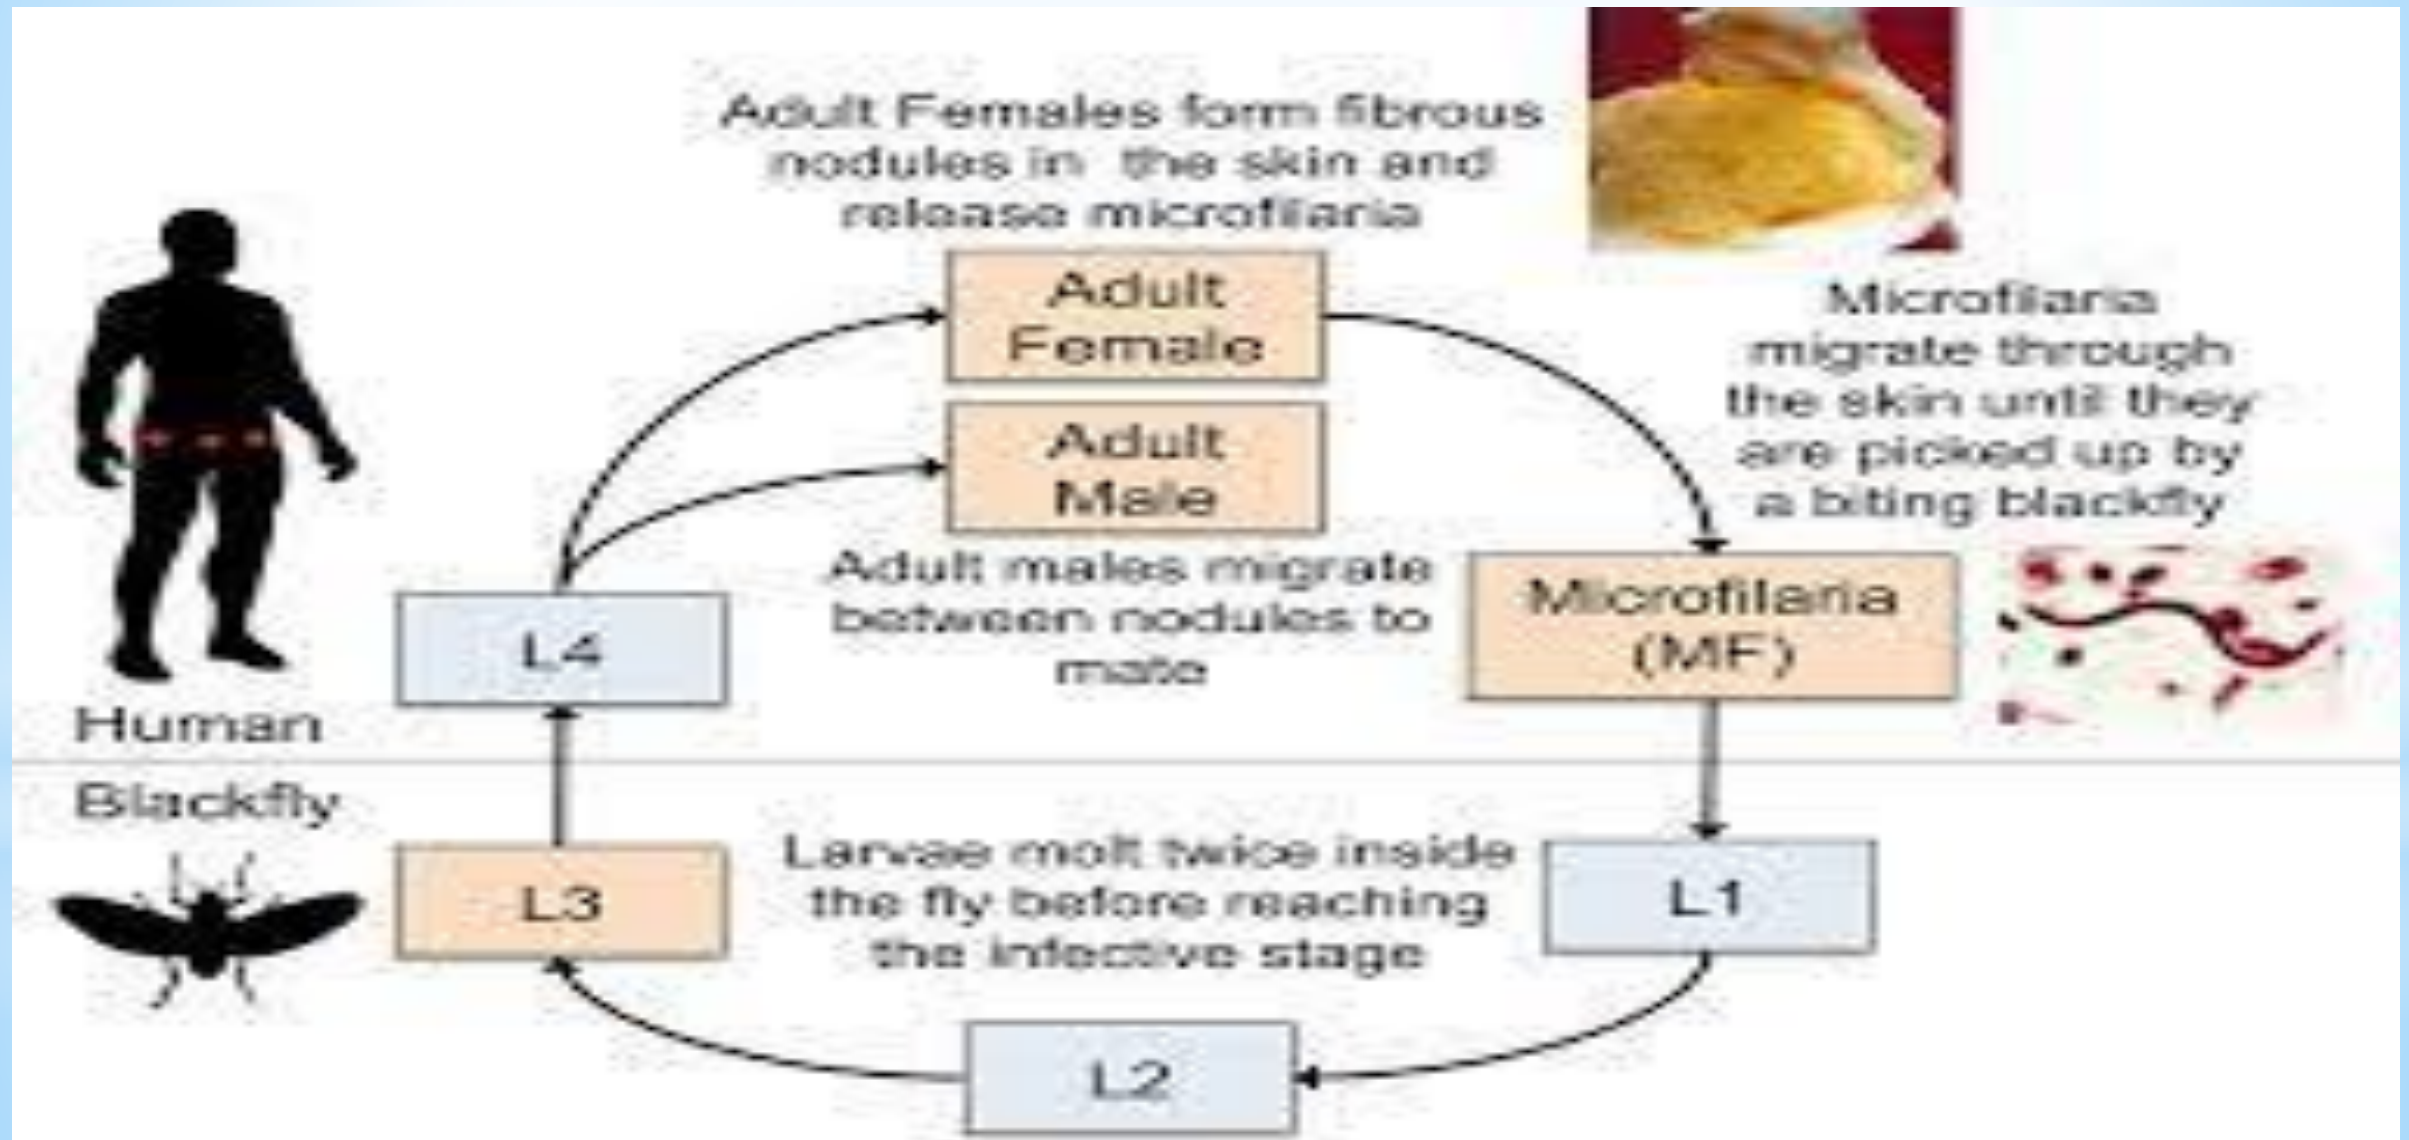 Adult Females form fibrous
nodules in the skin and
release microfilaria
Adult
Female
Microfilaria
migrate through
the skin until they
are picked up by
a biting blackfly
Adult
Male
Adult males migrate
between nodules to
mate
Microfilaria
(MF)
L4
Human
Blackfly
L3
Larvae molt twice inside
the fly before reaching
the infective stage
L1
L2